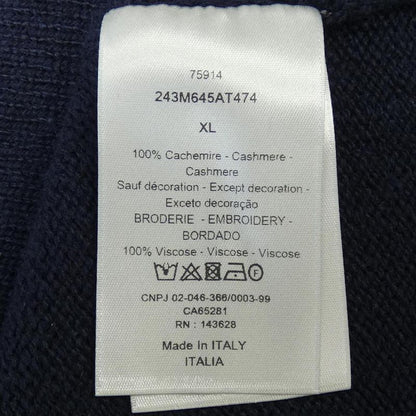 75914
243M645AT474
XL
100% Cachemire - Cashmere -
Cashmere
Sauf décoration - Except decoration -
Exceto decoração
BRODERIE - EMBROIDERY -
BORDADO
100% Viscose - Viscose - Viscose
CNPJ 02-046-366/0003-99
CA65281
RN : 143628
Made In ITALY
ITALIA